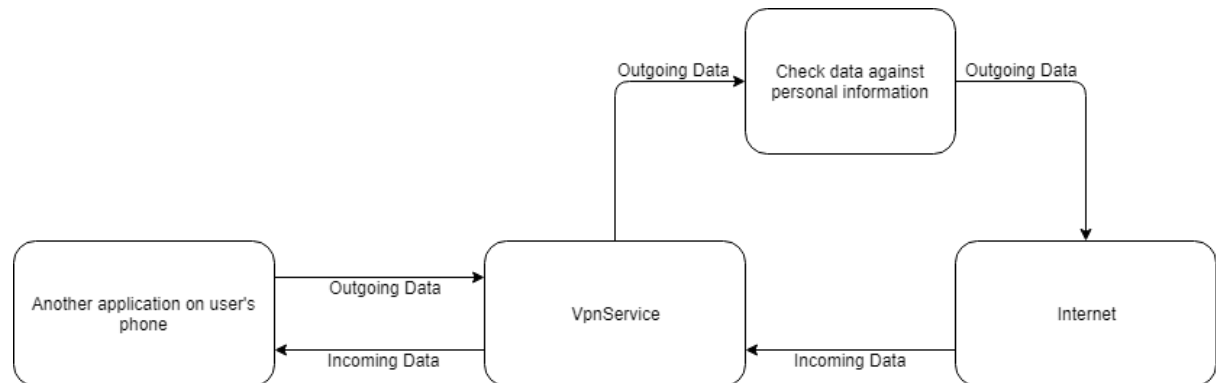 Outgoing Data
Check data against
personal information
Outgoing Data
Another application on user's
phone
Outgoing Data
Incoming Data
VpnService
Incoming Data
Internet